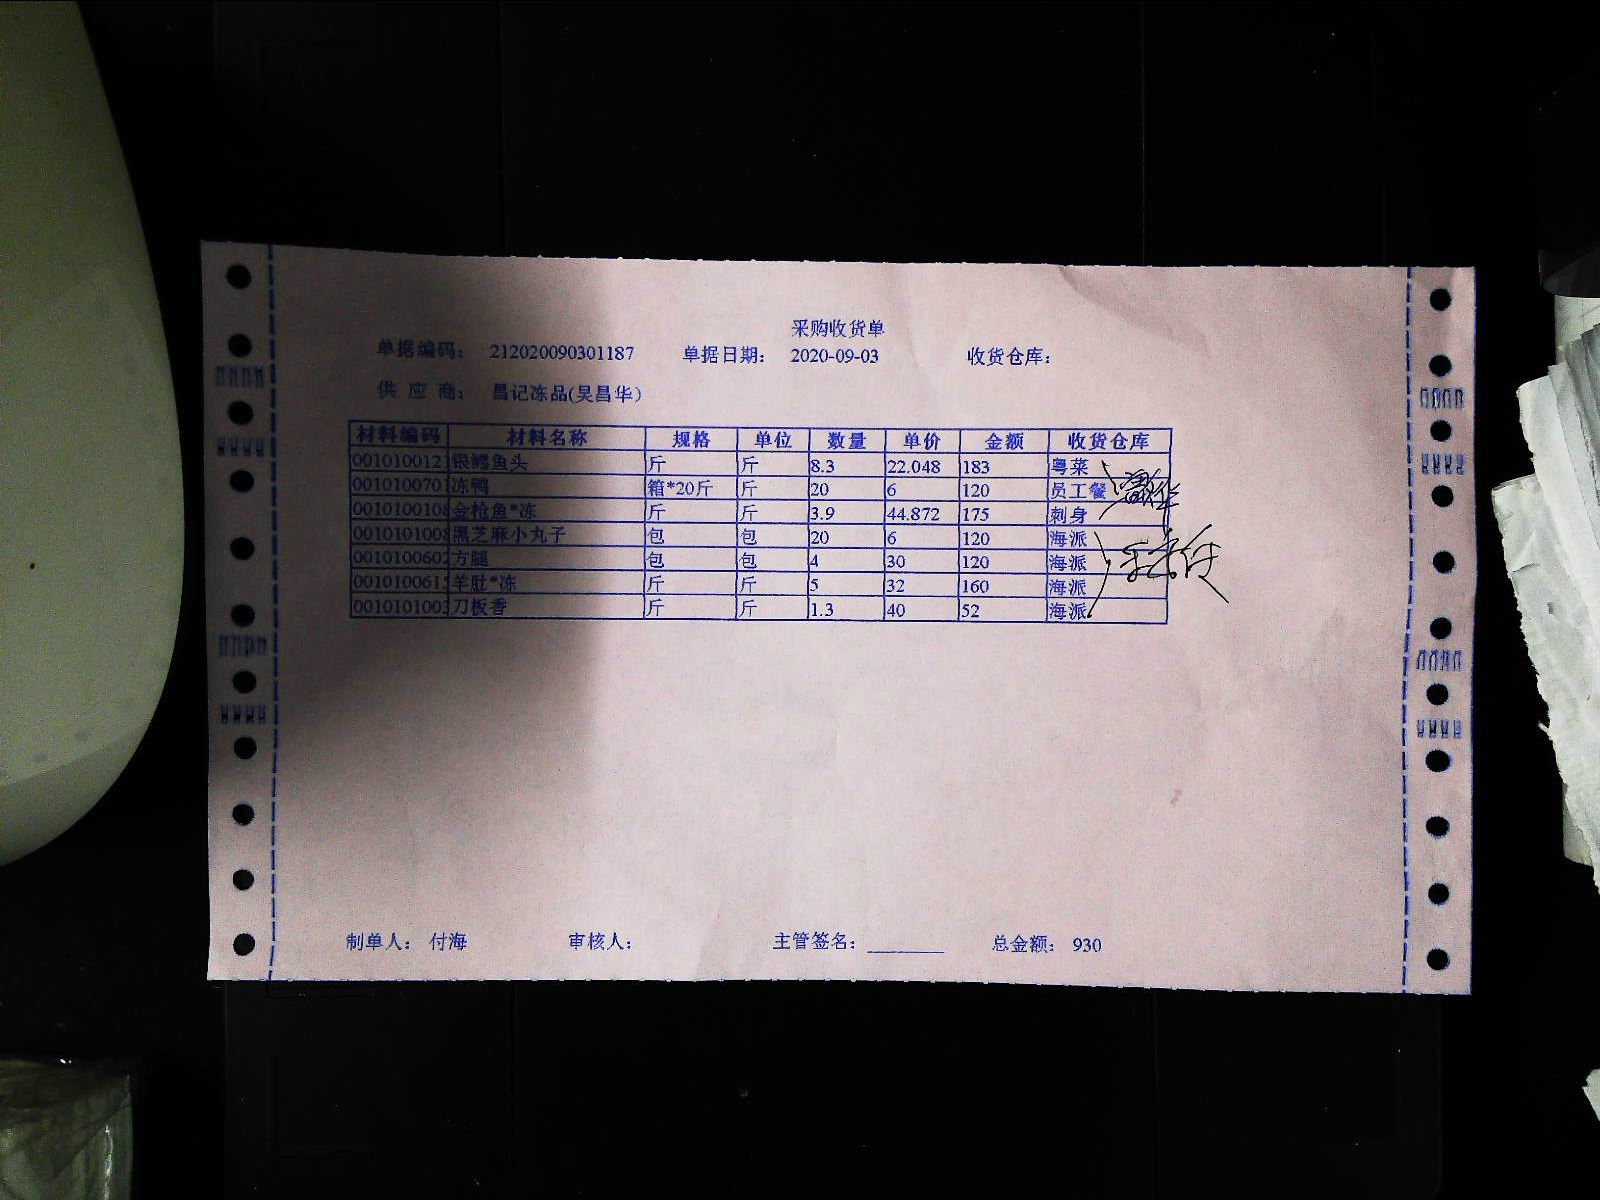 采购收货单
单据编码： 212020090301187 单据日期： 2020-09-03 收货仓库：
供 应 商： 昌记冻品(吴昌华)
材料编码 材料名称 规格 单位 数量 单价 金额 收货仓库
001010012 银鳕鱼头 斤 斤 8.3 22.048 183 粤菜
001010070 冻鸭 箱*20斤 斤 20 6 120 员工餐
001010010 金枪鱼*冻 斤 斤 3.9 44.872 175 刺身
001010100 黑芝麻小丸子 包 包 20 6 120 海派
001010060 方腿 包 包 4 30 120 海派
001010061 羊肚*冻 斤 斤 5 32 160 海派
001010100 刀板香 斤 斤 1.3 40 52 海派
制单人： 付海 审核人： 主管签名： 总金额： 930